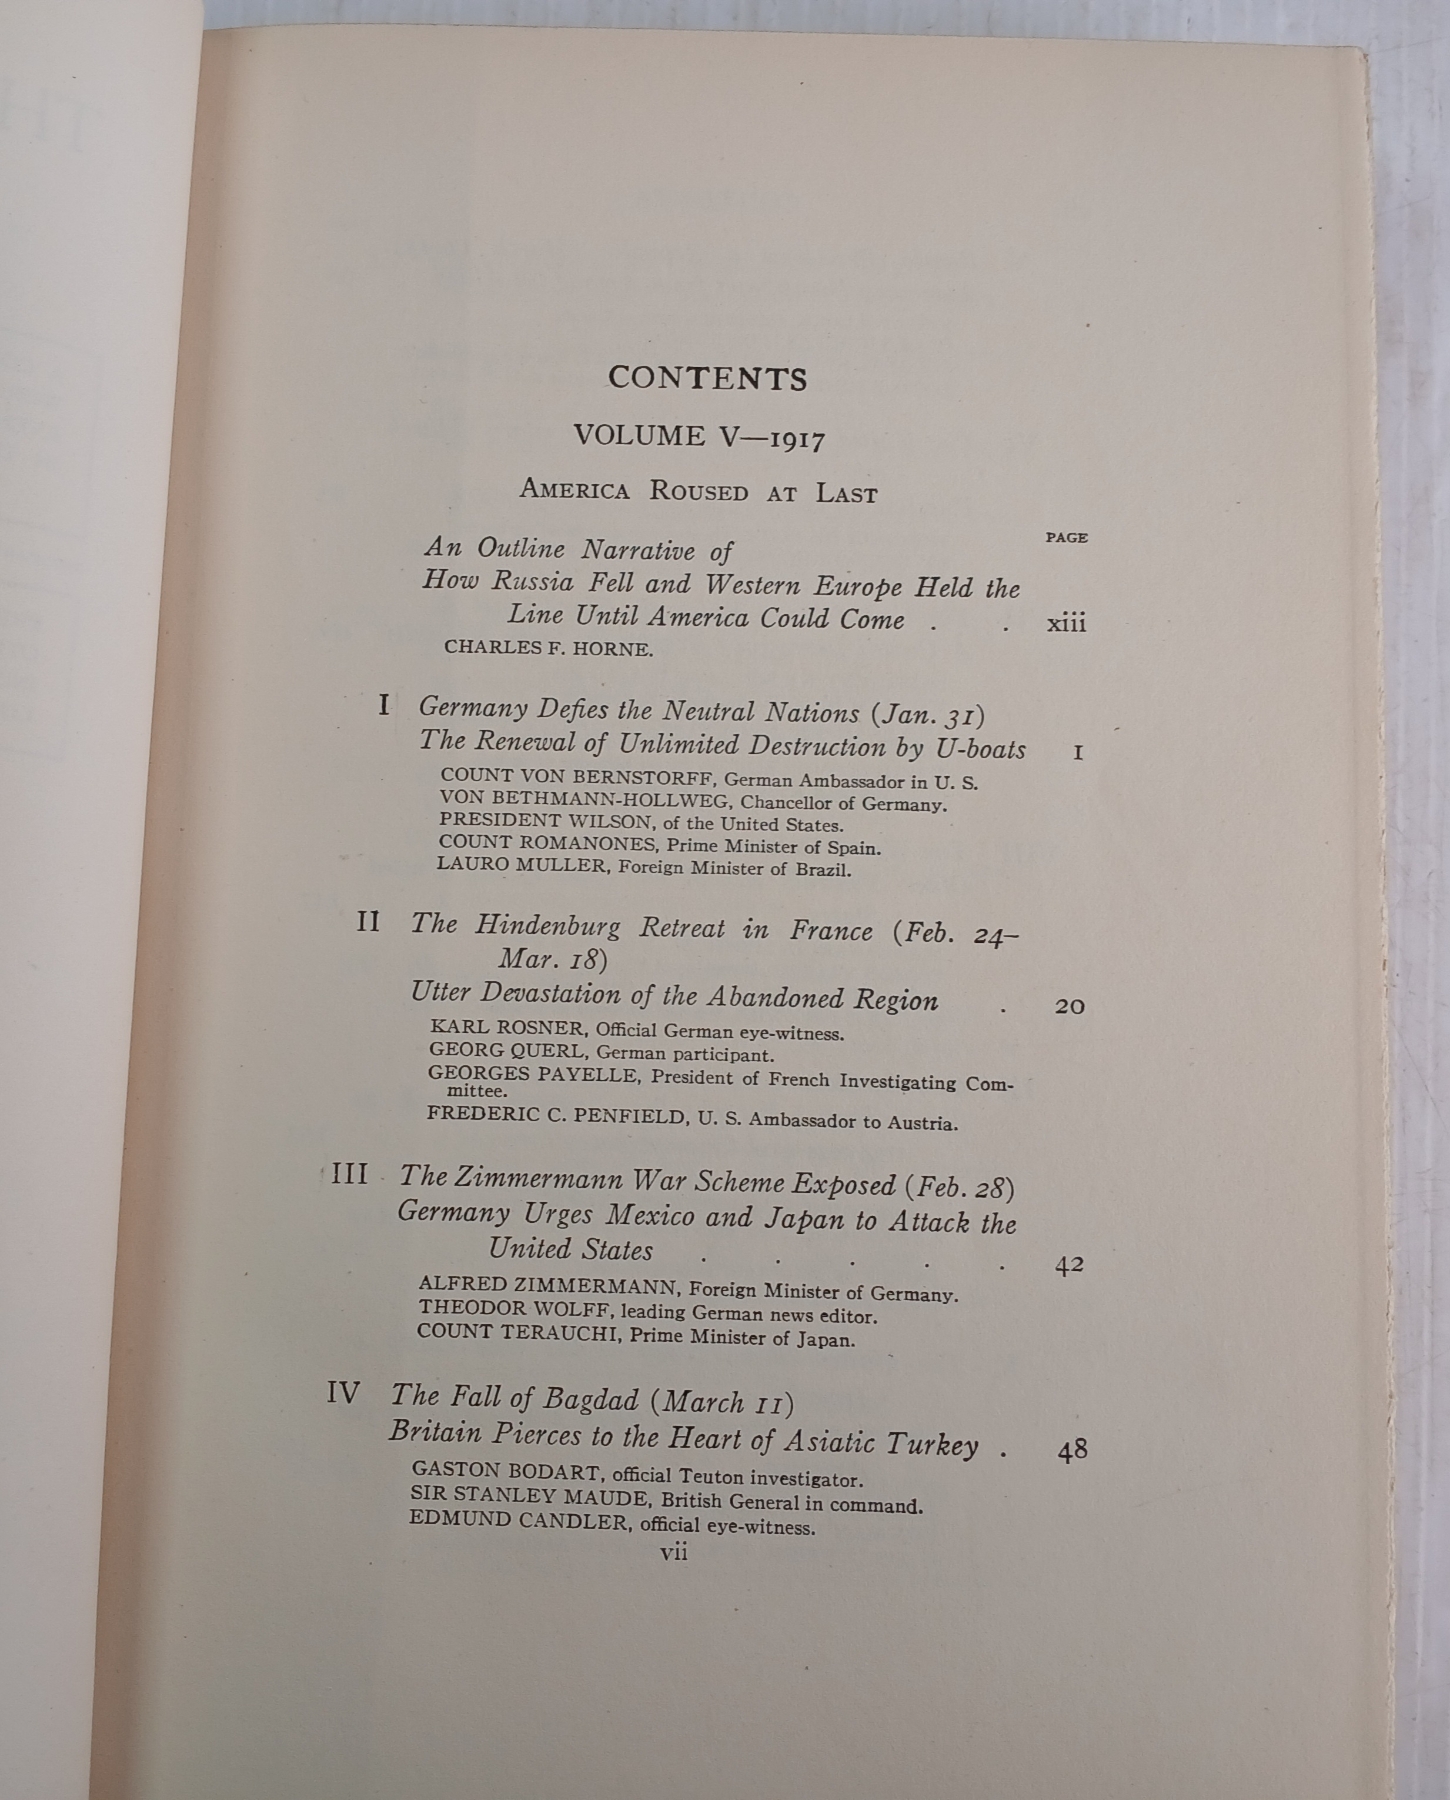 CONTENTS
VOLUME V—1917
AMERICA ROUSED AT LAST
PAGE
An Outline Narrative of
How Russia Fell and Western Europe Held the
Line Until America Could Come . . xiii
CHARLES F. HORNE.
I Germany Defies the Neutral Nations (Jan. 31)
The Renewal of Unlimited Destruction by U-boats 1
COUNT VON BERNSTORFF, German Ambassador in U. S.
VON BETHMANN-HOLLWEG, Chancellor of Germany.
PRESIDENT WILSON, of the United States.
COUNT ROMANONES, Prime Minister of Spain.
LAURO MULLER, Foreign Minister of Brazil.
II The Hindenburg Retreat in France (Feb. 24–
Mar. 18)
Utter Devastation of the Abandoned Region . 20
KARL ROSNER, Official German eye-witness.
GEORG QUERL, German participant.
GEORGES PAYELLE, President of French Investigating Com-
mittee.
FREDERIC C. PENFIELD, U. S. Ambassador to Austria.
III The Zimmermann War Scheme Exposed (Feb. 28)
Germany Urges Mexico and Japan to Attack the
United States . . . . . 42
ALFRED ZIMMERMANN, Foreign Minister of Germany.
THEODOR WOLFF, leading German news editor.
COUNT TERAUCHI, Prime Minister of Japan.
IV The Fall of Bagdad (March 11)
Britain Pierces to the Heart of Asiatic Turkey . 48
GASTON BODART, official Teuton investigator.
SIR STANLEY MAUDE, British General in command.
EDMUND CANDLER, official eye-witness.
vii